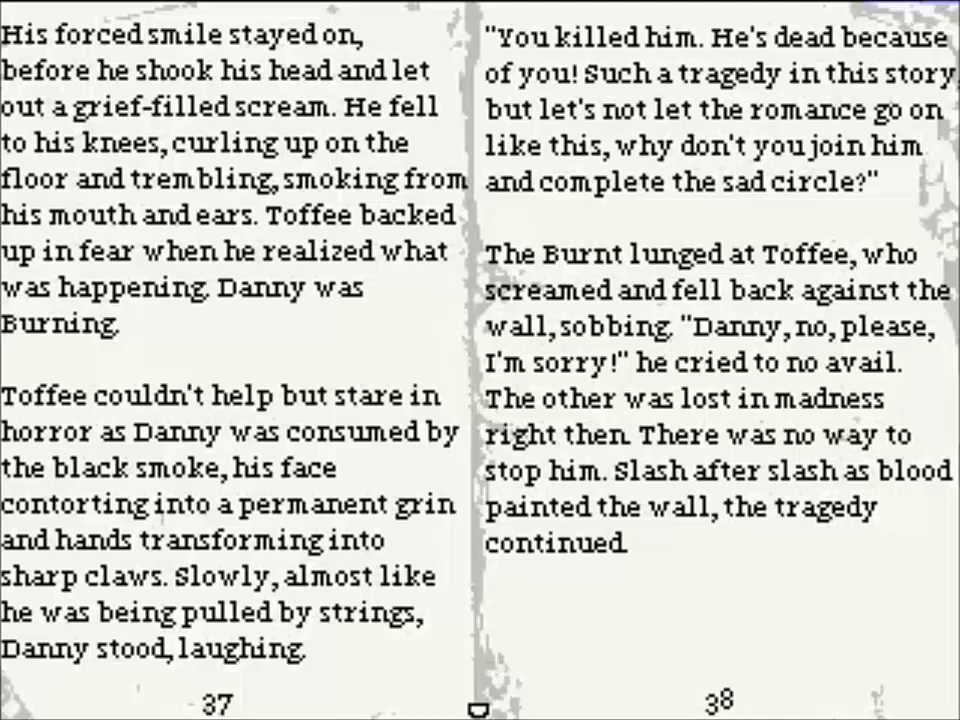 His forced smile stayed on,
before he shook his head and let
out a grief-filled scream. He fell
to his knees, curling up on the
floor and trembling, smoking from
his mouth and ears. Toffee backed
up in fear when he realized what
was happening. Danny was
Burning.
Toffee couldn't help but stare in
horror as Danny was consumed by
the black smoke, his face
contorting into a permanent grin
and hands transforming into
sharp claws. Slowly, almost like
he was being pulled by strings,
Danny stood, laughing.
37
"You killed him. He's dead because
of you! Such a tragedy in this story,
but let's not let the romance go on
like this, why don't you join him
and complete the sad circle?"
The Burnt lunged at Toffee, who
screamed and fell back against the
wall, sobbing. "Danny, no, please,
I'm sorry!" he cried to no avail.
The other was lost in madness
right then. There was no way to
stop him. Slash after slash as blood
painted the wall, the tragedy
continued.
38